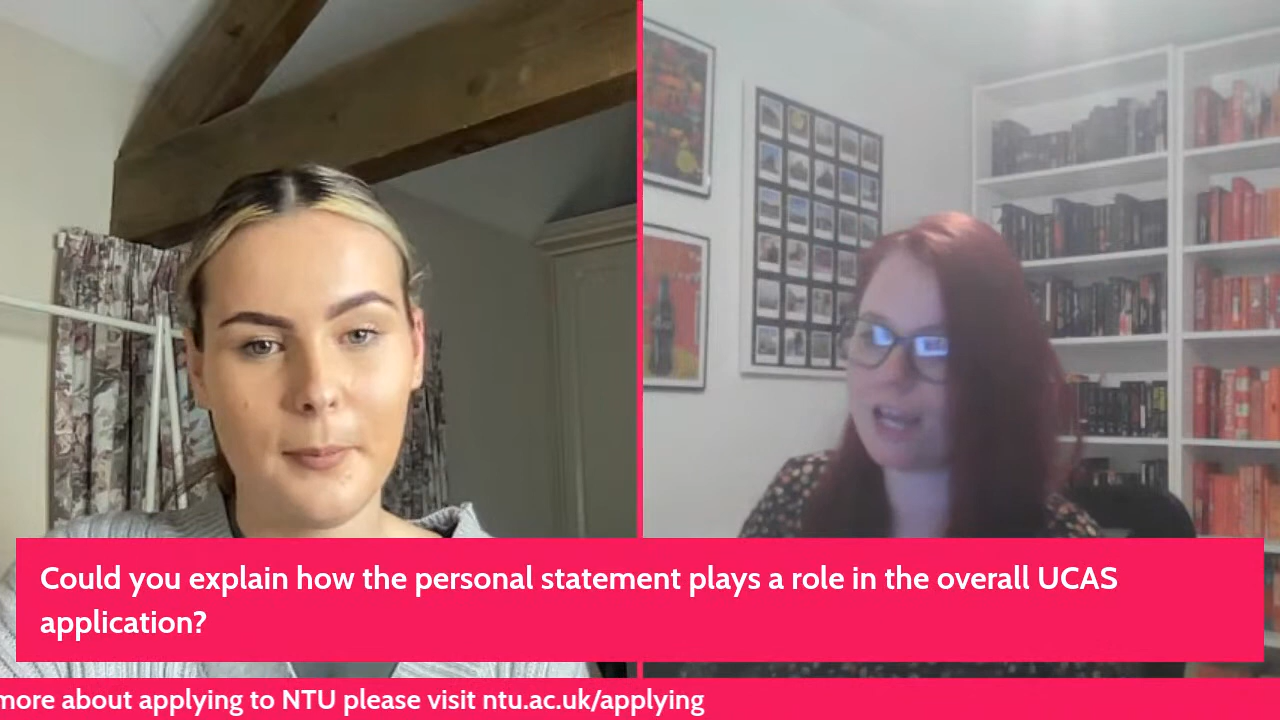 Could you explain how the personal statement plays a role in the overall UCAS
application?
more about applying to NTU please visit ntu.ac.uk/applying